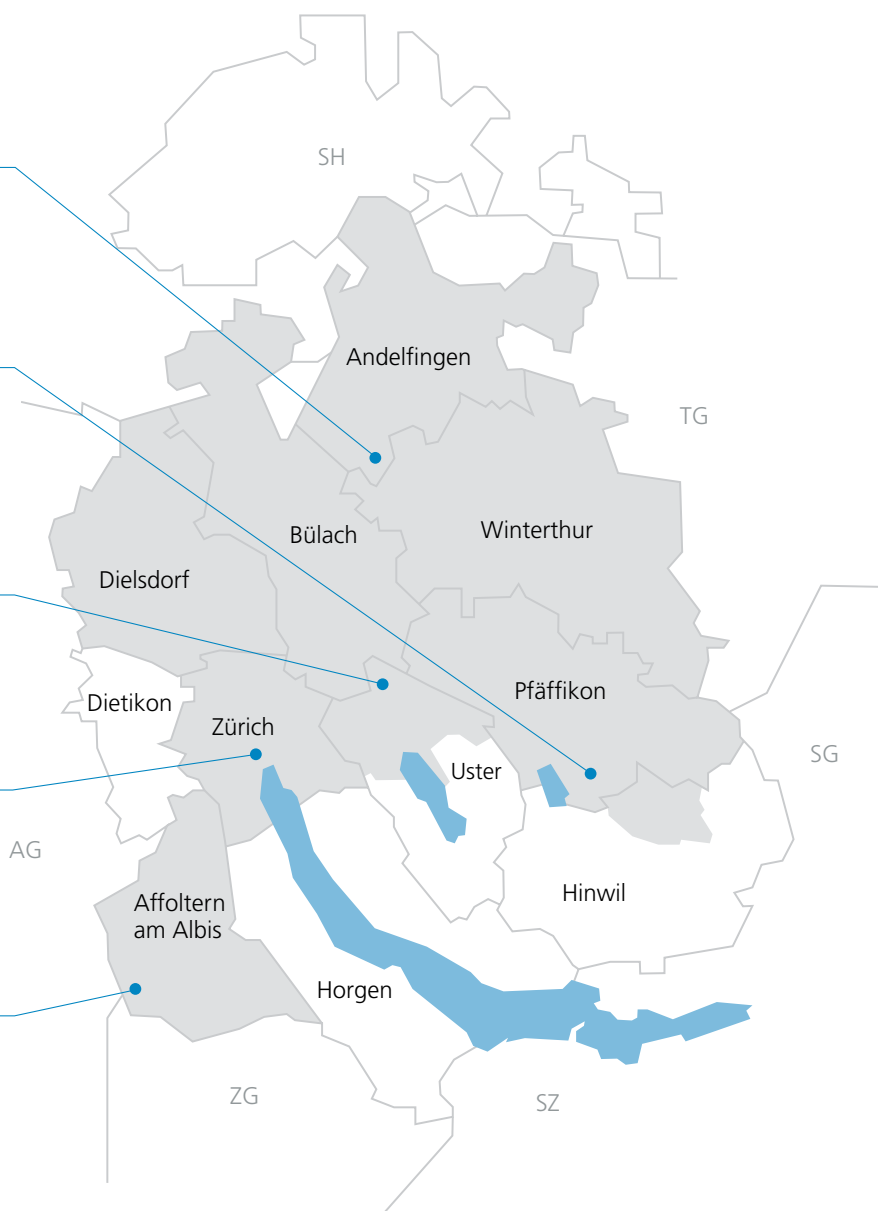 SH
Andelfingen
TG
Bülach
Winterthur
Dielsdorf
Pfäffikon
Dietikon
Zürich
SG
Uster
AG
Hinwil
Affoltern
am Albis
Horgen
ZG
SZ